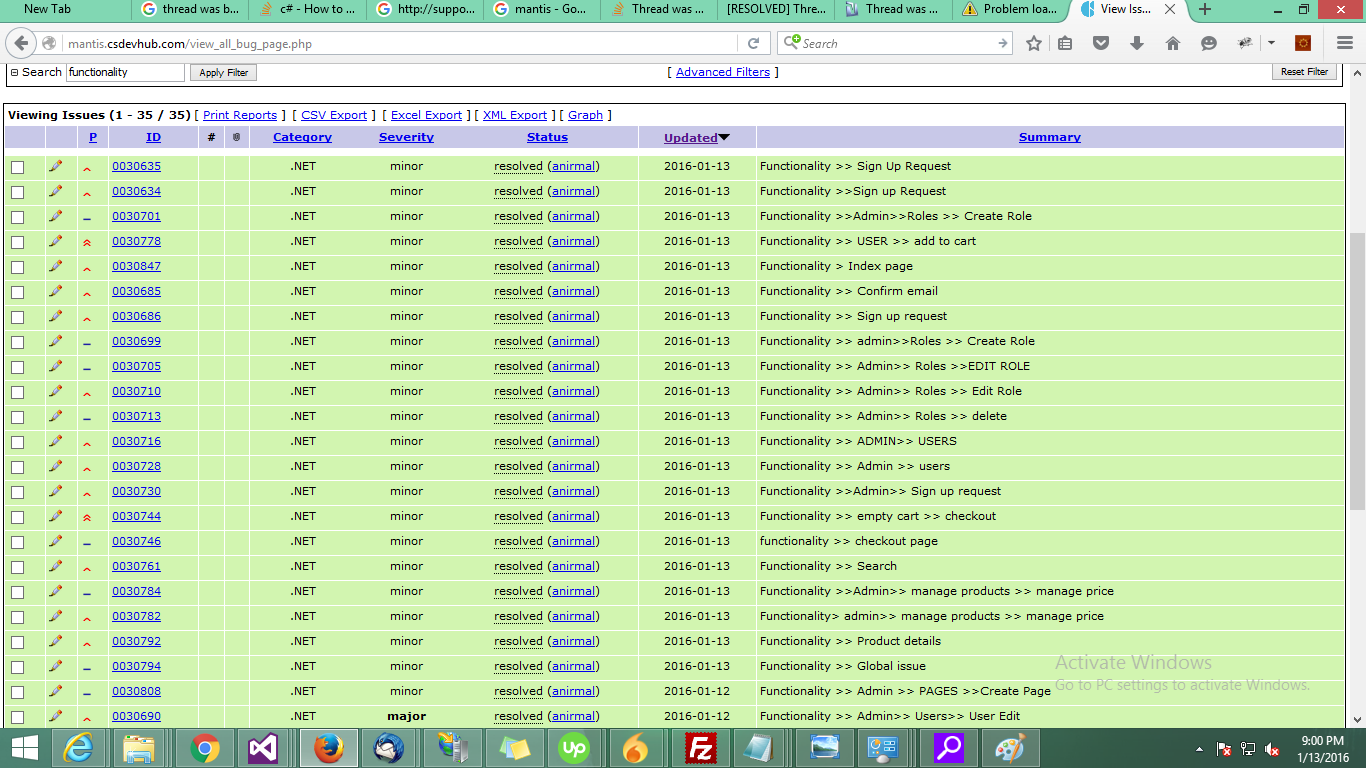 New Tab thread was b... c# - How to ... http://suppo... mantis - Go... Thread was ... [RESOLVED] Thre... Thread was ... Problem loa... View Iss...
mantis.csdevhub.com/view_all_bug_page.php Search
Search functionality Apply Filter [ Advanced Filters ] Reset Filter
Viewing Issues (1 - 35 / 35) [ Print Reports ] [ CSV Export ] [ Excel Export ] [ XML Export ] [ Graph ]
P ID # Category Severity Status Updated Summary
0030635 .NET minor resolved (anirmal) 2016-01-13 Functionality >> Sign Up Request
0030634 .NET minor resolved (anirmal) 2016-01-13 Functionality >>Sign up Request
0030701 .NET minor resolved (anirmal) 2016-01-13 Functionality >>Admin>>Roles >> Create Role
0030778 .NET minor resolved (anirmal) 2016-01-13 Functionality >> USER >> add to cart
0030847 .NET minor resolved (anirmal) 2016-01-13 Functionality > Index page
0030685 .NET minor resolved (anirmal) 2016-01-13 Functionality >> Confirm email
0030686 .NET minor resolved (anirmal) 2016-01-13 Functionality >> Sign up request
0030699 .NET minor resolved (anirmal) 2016-01-13 Functionality >> admin>>Roles >> Create Role
0030705 .NET minor resolved (anirmal) 2016-01-13 Functionality >> Admin>> Roles >>EDIT ROLE
0030710 .NET minor resolved (anirmal) 2016-01-13 Functionality >> Admin>> Roles >> Edit Role
0030713 .NET minor resolved (anirmal) 2016-01-13 Functionality >> Admin>> Roles >> delete
0030716 .NET minor resolved (anirmal) 2016-01-13 Functionality >> ADMIN>> USERS
0030728 .NET minor resolved (anirmal) 2016-01-13 Functionality >> Admin >> users
0030730 .NET minor resolved (anirmal) 2016-01-13 Functionality >>Admin>> Sign up request
0030744 .NET minor resolved (anirmal) 2016-01-13 Functionality >> empty cart >> checkout
0030746 .NET minor resolved (anirmal) 2016-01-13 functionality >> checkout page
0030761 .NET minor resolved (anirmal) 2016-01-13 Functionality >> Search
0030784 .NET minor resolved (anirmal) 2016-01-13 Functionality >>Admin>> manage products >> manage price
0030782 .NET minor resolved (anirmal) 2016-01-13 Functionality> admin>> manage products >> manage price
0030792 .NET minor resolved (anirmal) 2016-01-13 Functionality >> Product details
0030794 .NET minor resolved (anirmal) 2016-01-13 Functionality >> Global issue
Activate Windows
0030808 .NET minor resolved (anirmal) 2016-01-12 Functionality >> Admin >> PAGES >>Create Page
Go to PC settings to activate Windows.
0030690 .NET major resolved (anirmal) 2016-01-12 Functionality >> Admin>> Users>> User Edit
Up Fz
9:00 PM
1/13/2016